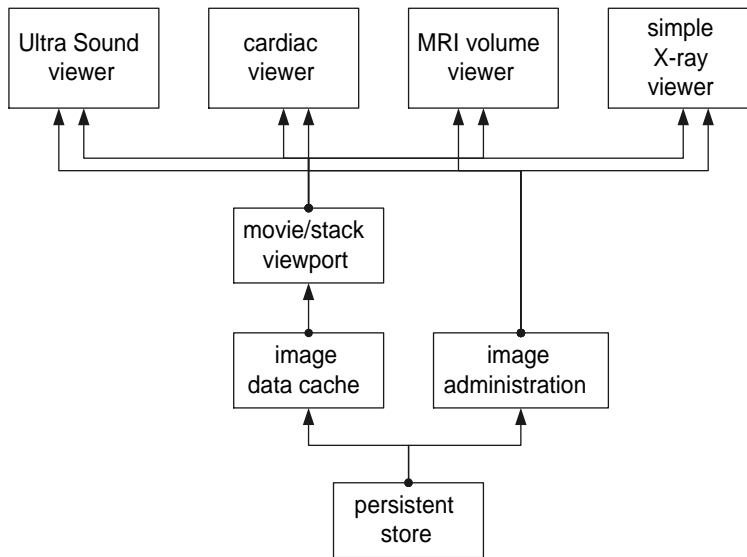 Ultra Sound
viewer
cardiac
viewer
MRI volume
viewer
simple
X-ray
viewer
movie/stack
viewport
image
data cache
image
administration
persistent
store